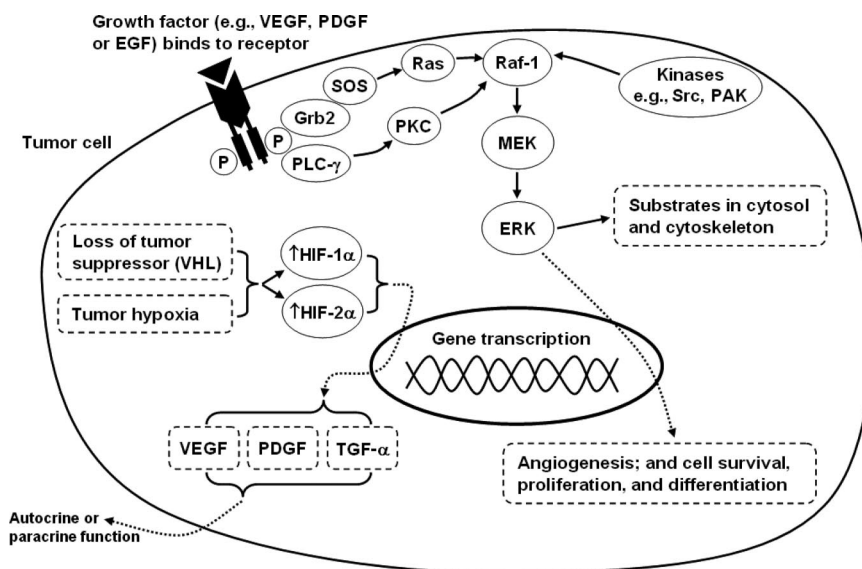 Growth factor (e.g., VEGF, PDGF
or EGF) binds to receptor
Tumor cell
P
P
Grb2
SOS
Ras
Raf-1
Kinases
e.g., Src, PAK
PLC-γ
PKC
MEK
ERK
Substrates in cytosol
and cytoskeleton
Loss of tumor
suppressor (VHL)
Tumor hypoxia
↑HIF-1α
↑HIF-2α
Gene transcription
VEGF
PDGF
TGF-α
Angiogenesis; and cell survival,
proliferation, and differentiation
Autocrine or
paracrine function